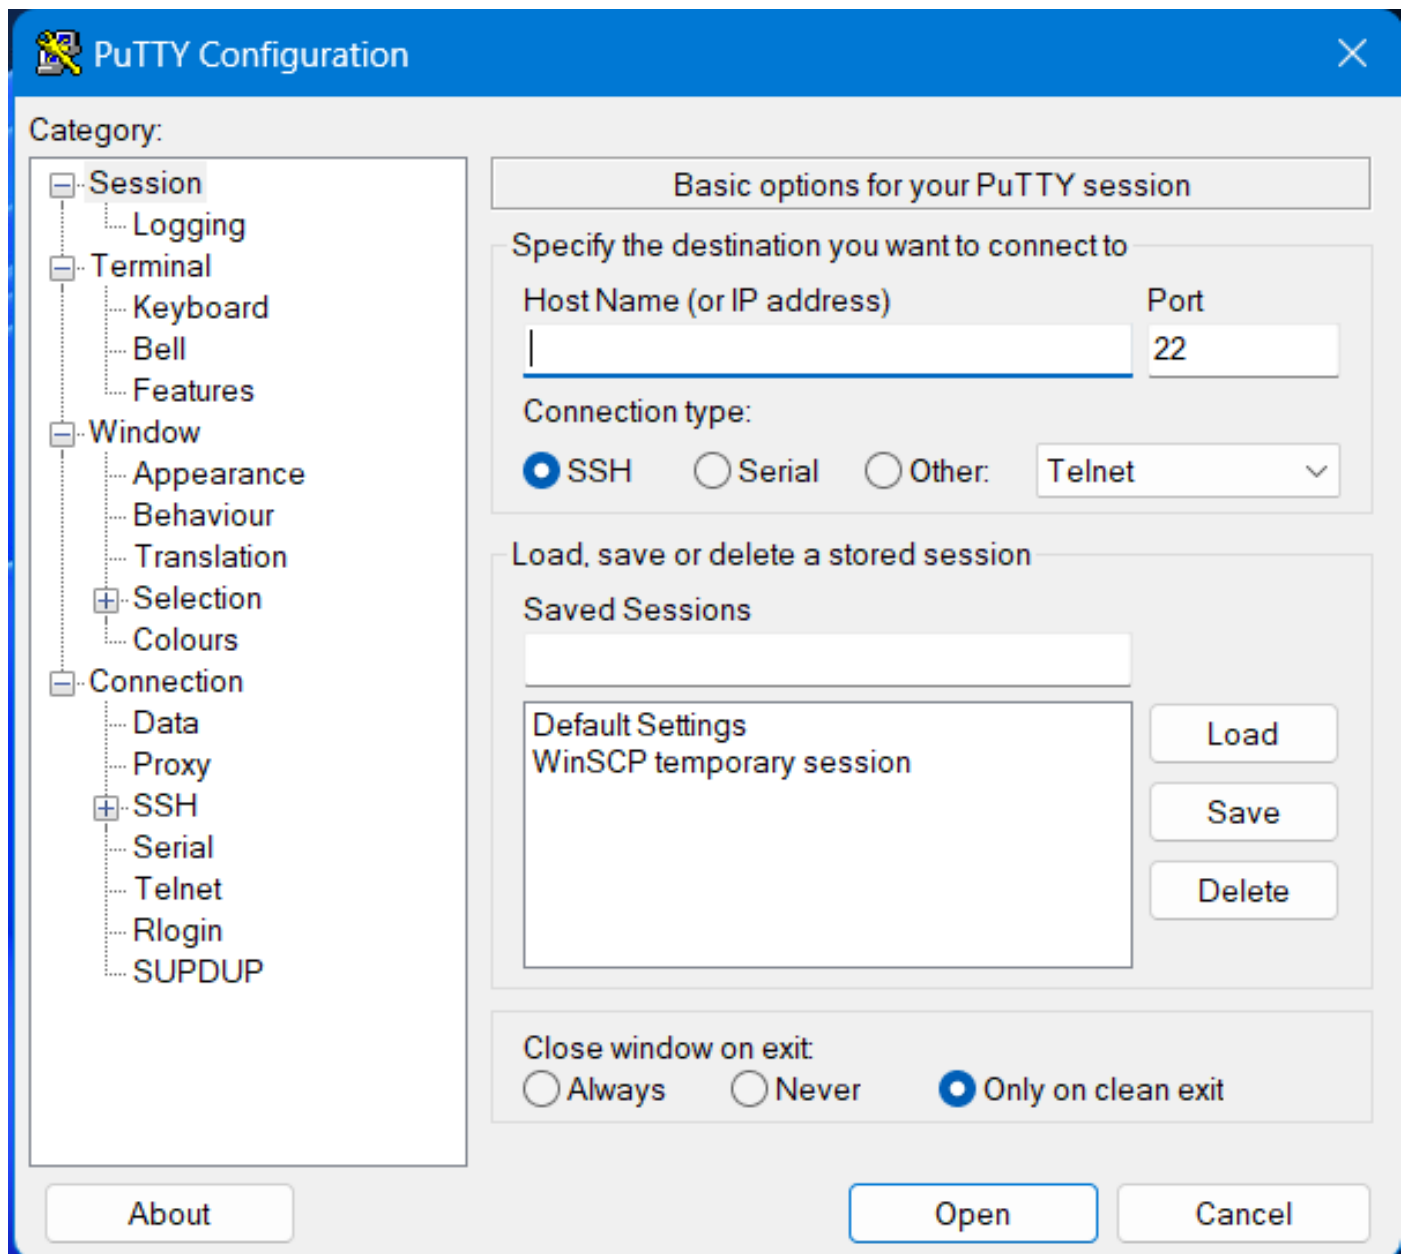 PuTTY Configuration
Category:
Session
Logging
Terminal
Keyboard
Bell
Features
Window
Appearance
Behaviour
Translation
Selection
Colours
Connection
Data
Proxy
SSH
Serial
Telnet
Rlogin
SUPDUP
Basic options for your PuTTY session
Specify the destination you want to connect to
Host Name (or IP address) Port
22
Connection type:
SSH Serial Other: Telnet
Load, save or delete a stored session
Saved Sessions
Default Settings
WinSCP temporary session
Load
Save
Delete
Close window on exit:
Always Never Only on clean exit
About Open Cancel